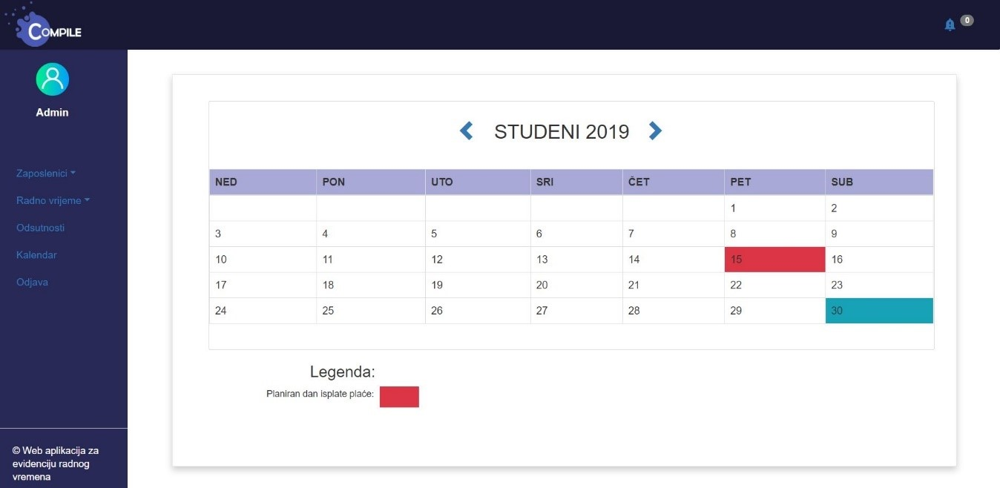 COMPILE
0
Admin
Zaposlenici
Radno vrijeme
Odsutnosti
Kalendar
Odjava
© Web aplikacija za
evidenciju radnog
vremena
STUDENI 2019
NED PON UTO SRI ČET PET SUB
1 2
3 4 5 6 7 8 9
10 11 12 13 14 15 16
17 18 19 20 21 22 23
24 25 26 27 28 29 30
Legenda:
Planiran dan isplate plaće: